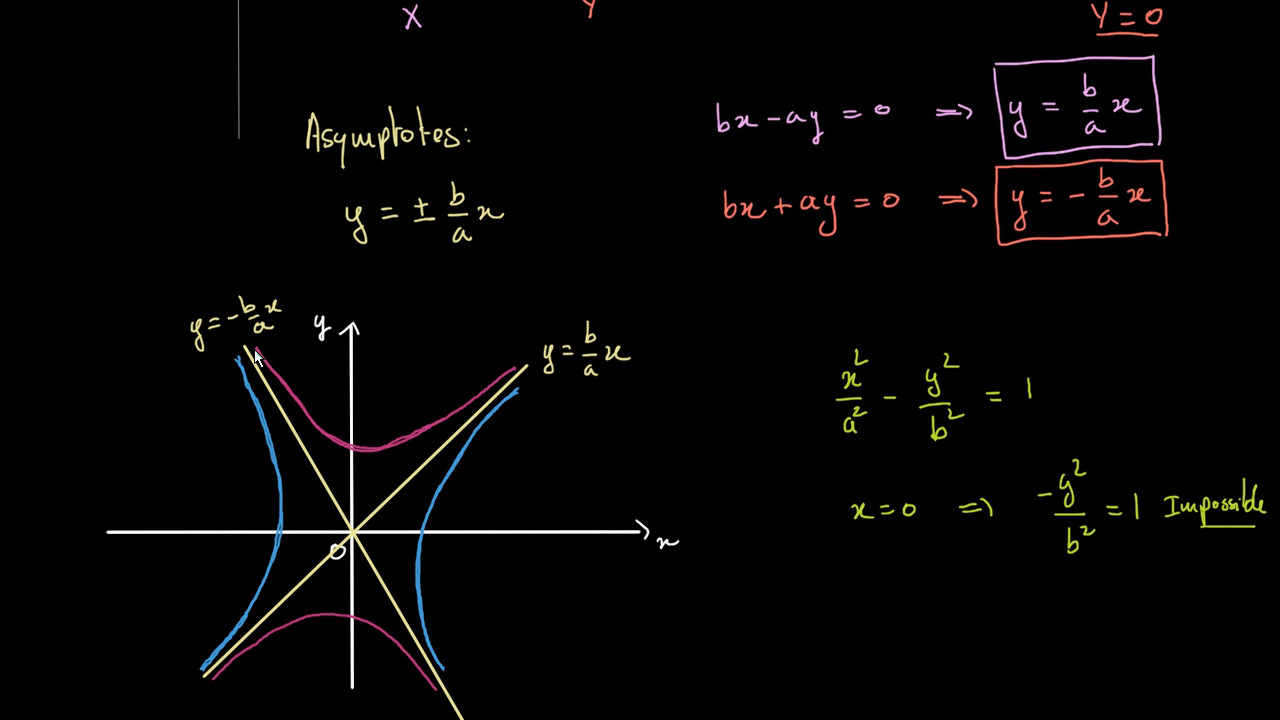 X Y
Y = 0
Asymptotes:
y = ± b/a x
bx - ay = 0 ⇒ y = b/a x
bx + ay = 0 ⇒ y = - b/a x
y = - b/a x
y
y = b/a x
O
x
x²/a² - y²/b² = 1
x = 0 ⇒ -y²/b² = 1 Impossible